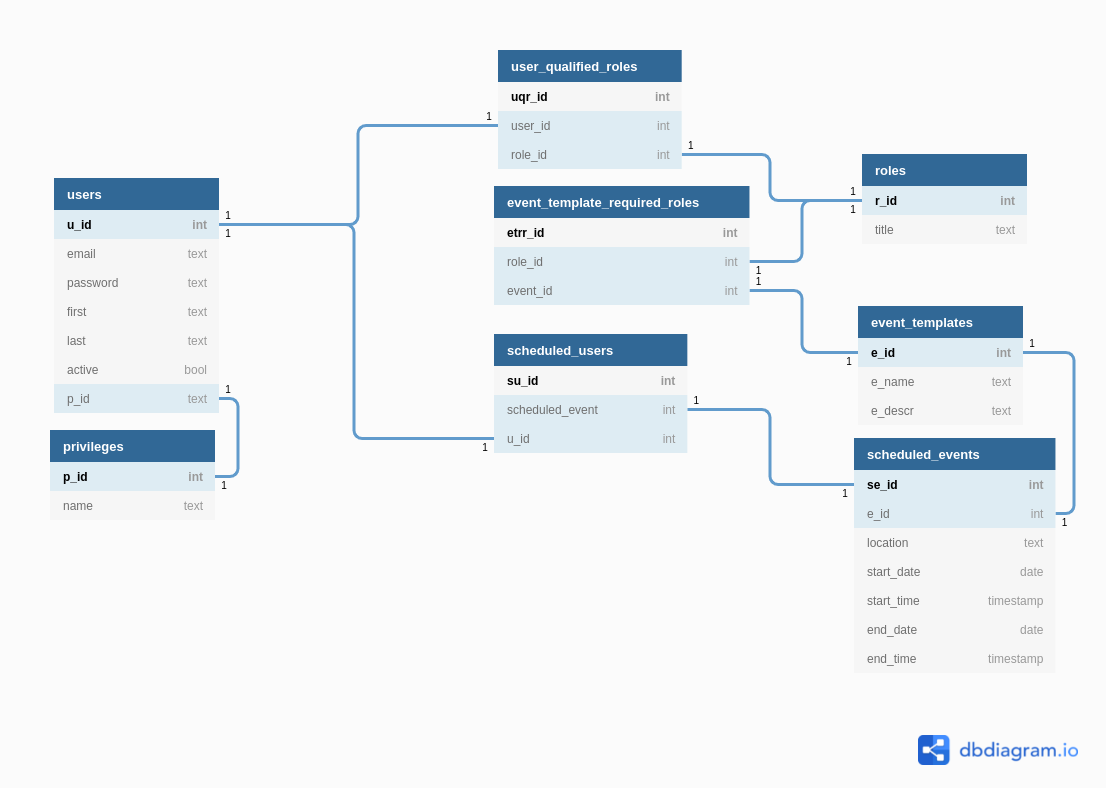 user_qualified_roles
uqr_id int
1 user_id int
role_id int 1
users
u_id int 1
1
email text
password text
first text
last text
active bool
p_id text 1
privileges
p_id int 1
name text
event_template_required_roles
etrr_id int
role_id int 1
event_id int 1
scheduled_users
su_id int
scheduled_event int 1
1 u_id int
roles
1 r_id int
1
title text
event_templates
1 e_id int 1
e_name text
e_descr text
scheduled_events
1 se_id int
e_id int 1
location text
start_date date
start_time timestamp
end_date date
end_time timestamp
dbdiagram.io